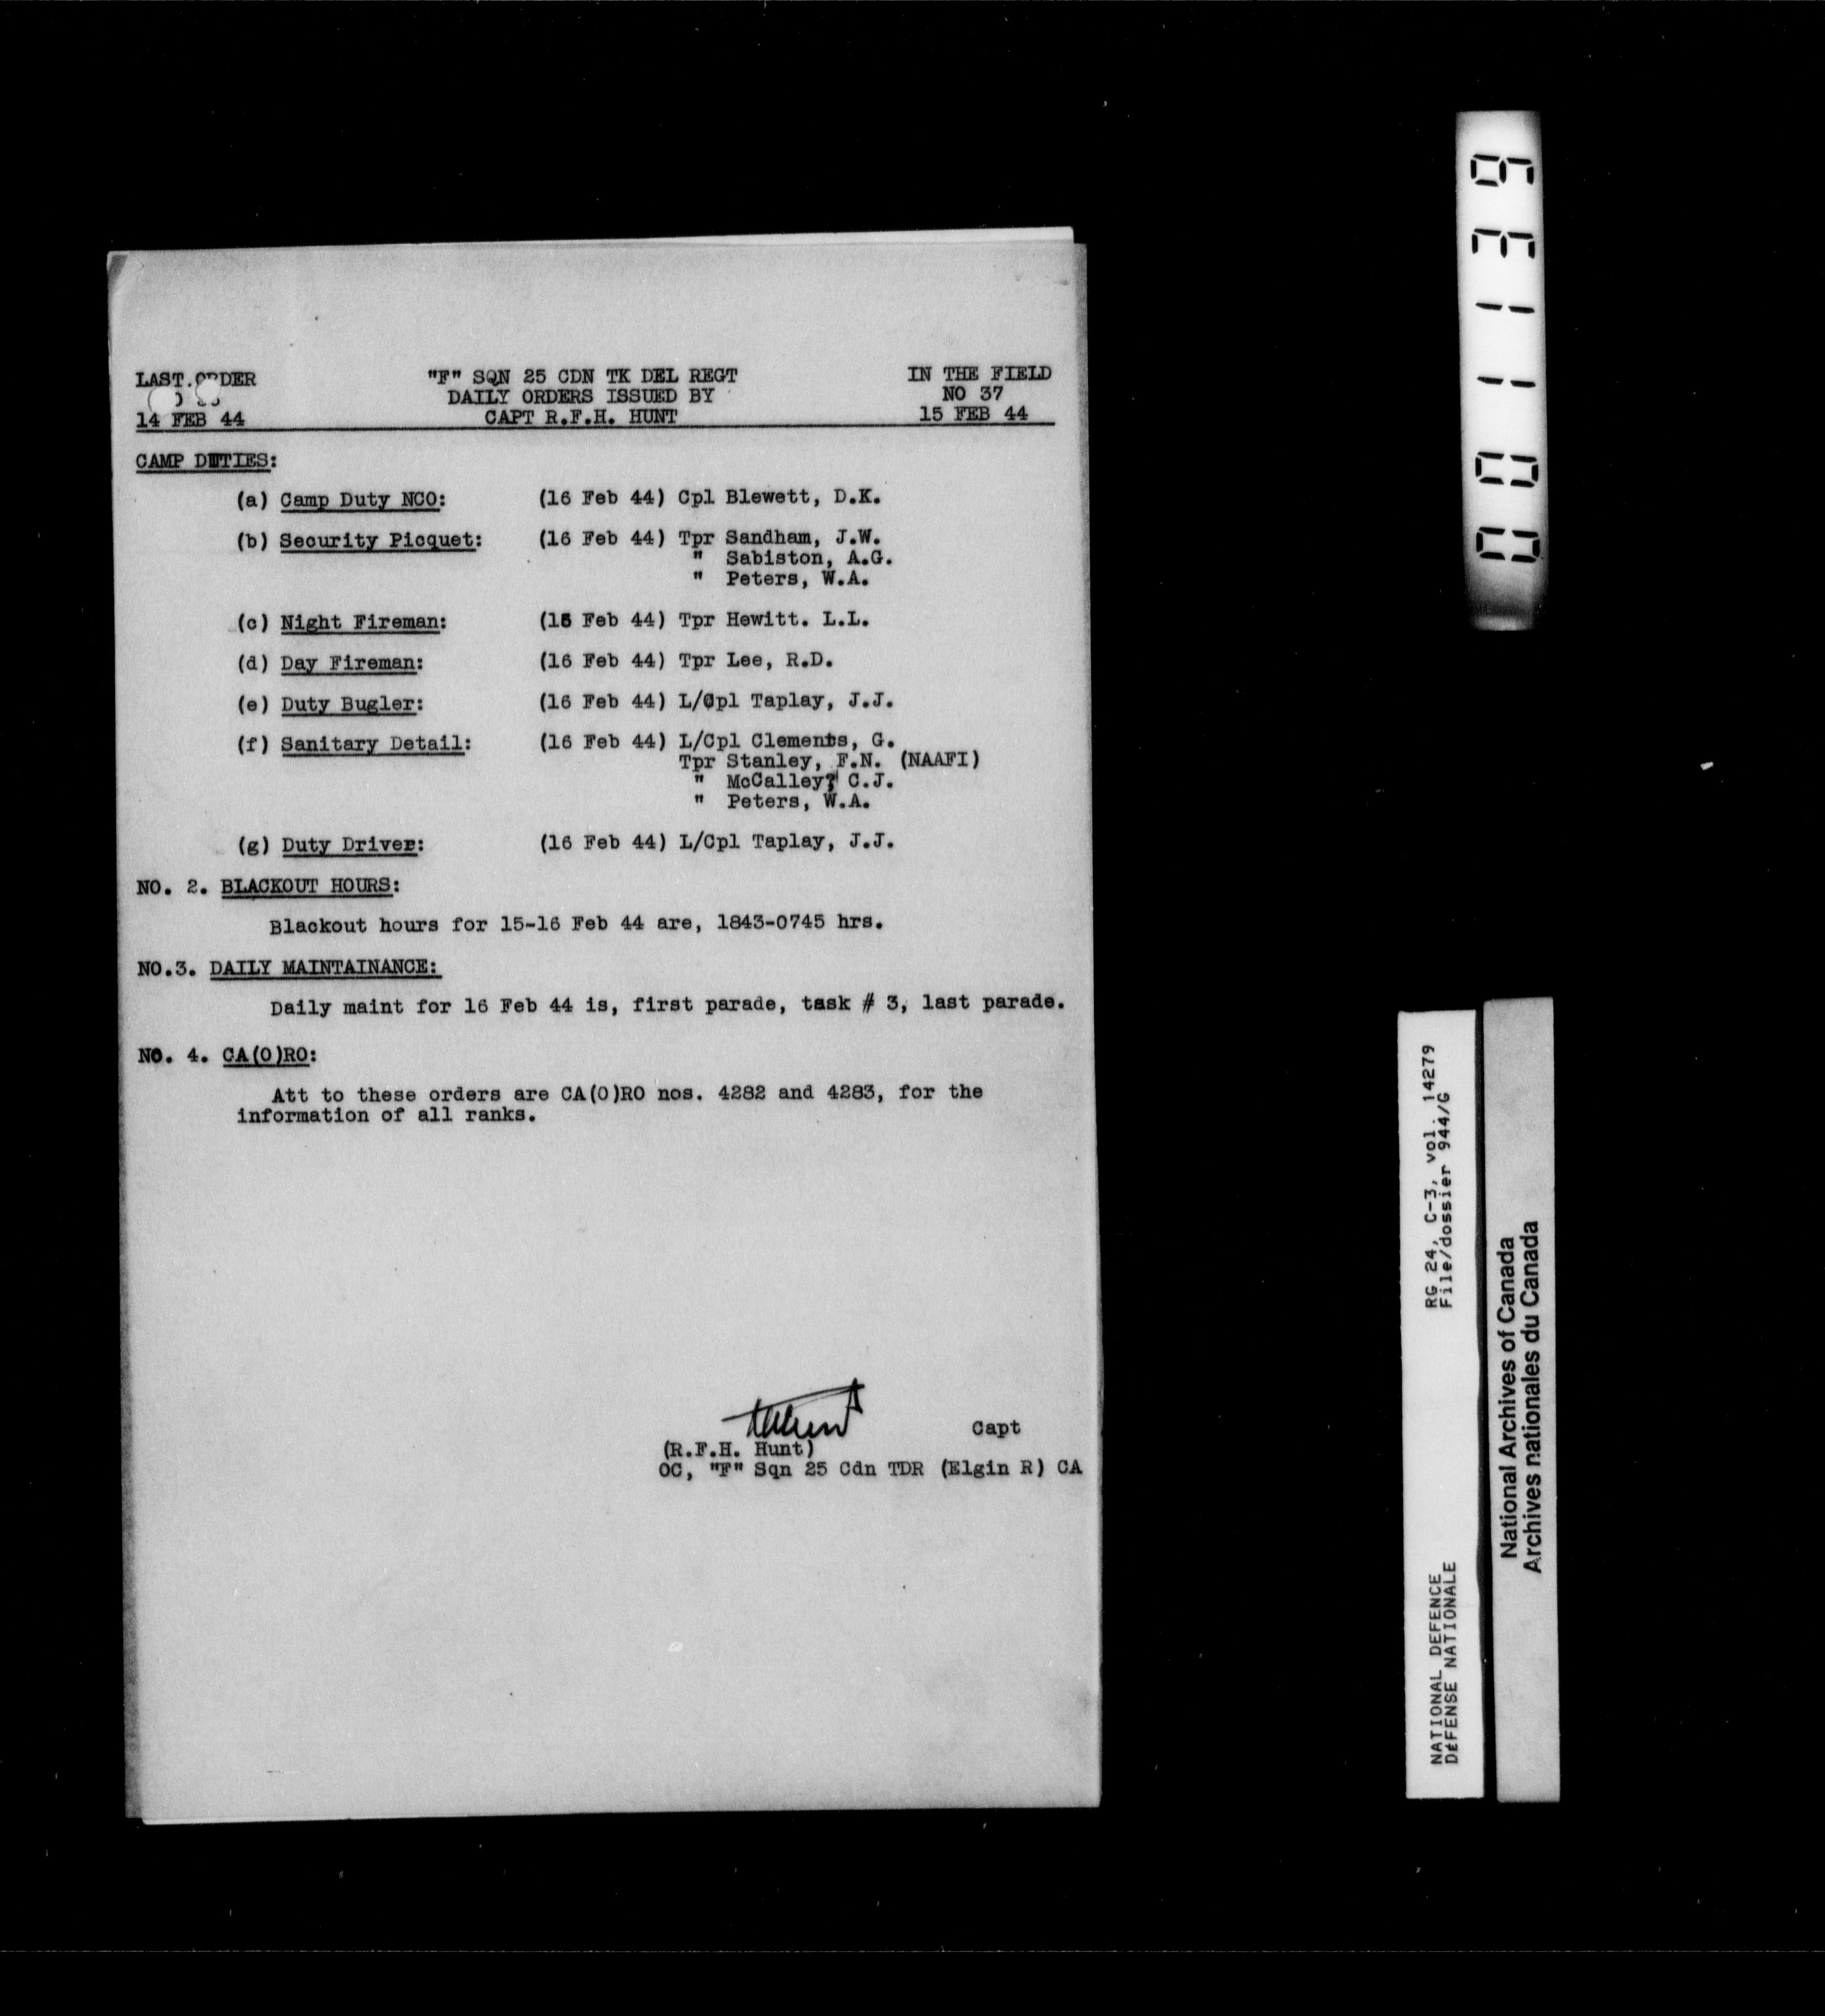 LAST ORDER "F" SQN 25 CDN TK DEL REGT IN THE FIELD
DAILY ORDERS ISSUED BY NO 37
14 FEB 44 CAPT R.F.H. HUNT 15 FEB 44
CAMP DUTIES:
(a) Camp Duty NCO: (16 Feb 44) Cpl Blewett, D.K.
(b) Security Picquet: (16 Feb 44) Tpr Sandham, J.W.
" Sabiston, A.G.
" Peters, W.A.
(c) Night Fireman: (15 Feb 44) Tpr Hewitt. L.L.
(d) Day Fireman: (16 Feb 44) Tpr Lee, R.D.
(e) Duty Bugler: (16 Feb 44) L/Cpl Taplay, J.J.
(f) Sanitary Detail: (16 Feb 44) L/Cpl Clements, G.
Tpr Stanley, F.N. (NAAFI)
" McCalley, C.J.
" Peters, W.A.
(g) Duty Driver: (16 Feb 44) L/Cpl Taplay, J.J.
NO. 2. BLACKOUT HOURS:
Blackout hours for 15-16 Feb 44 are, 1843-0745 hrs.
NO.3. DAILY MAINTAINANCE:
Daily maint for 16 Feb 44 is, first parade, task # 3, last parade.
NO. 4. CA(O)RO:
Att to these orders are CA(O)RO nos. 4282 and 4283, for the
information of all ranks.
Capt
(R.F.H. Hunt)
OC, "F" Sqn 25 Cdn TDR (Elgin R) CA
001139
RG 24, C-3, vol. 14279
File/dossier 944/G
NATIONAL DEFENCE
DÉFENSE NATIONALE
National Archives of Canada
Archives nationales du Canada